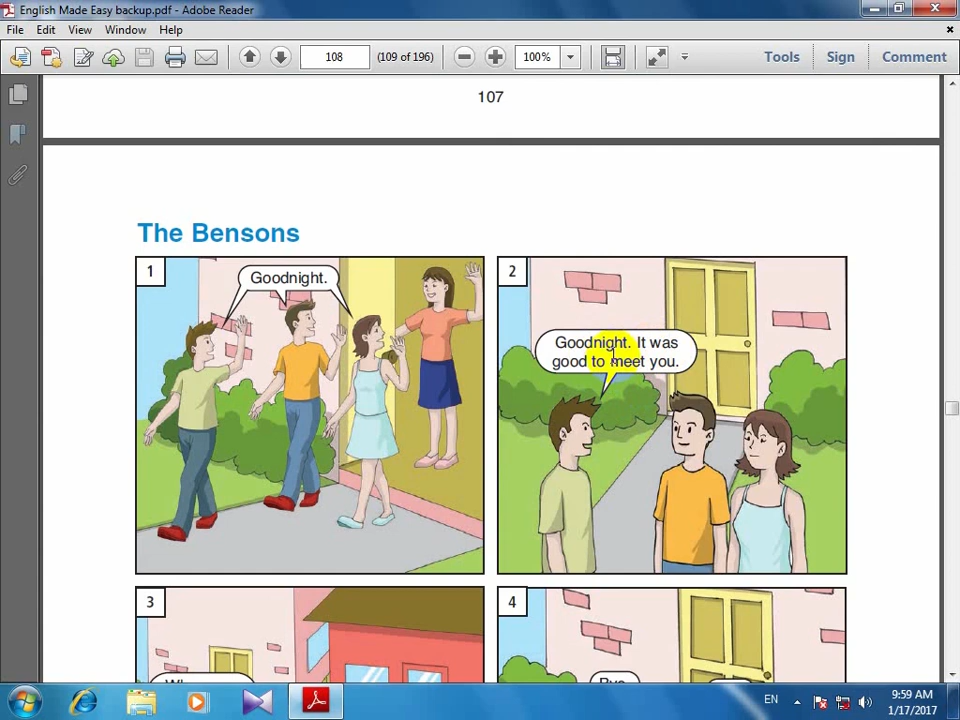 English Made Easy backup.pdf - Adobe Reader
File Edit View Window Help
108 (109 of 196) 100% Tools Sign Comment
107
The Bensons
1
Goodnight.
2
Goodnight. It was
good to meet you.
3
4
EN
9:59 AM
1/17/2017